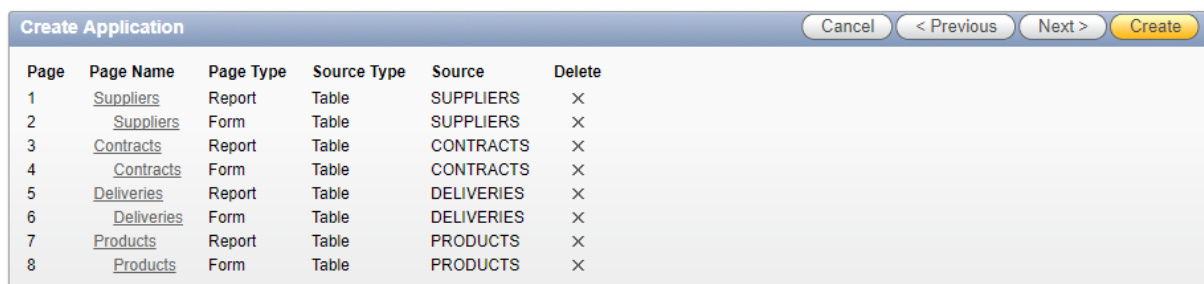 Create Application Cancel < Previous Next > Create
Page Page Name Page Type Source Type Source Delete
1 Suppliers Report Table SUPPLIERS
2 Suppliers Form Table SUPPLIERS
3 Contracts Report Table CONTRACTS
4 Contracts Form Table CONTRACTS
5 Deliveries Report Table DELIVERIES
6 Deliveries Form Table DELIVERIES
7 Products Report Table PRODUCTS
8 Products Form Table PRODUCTS